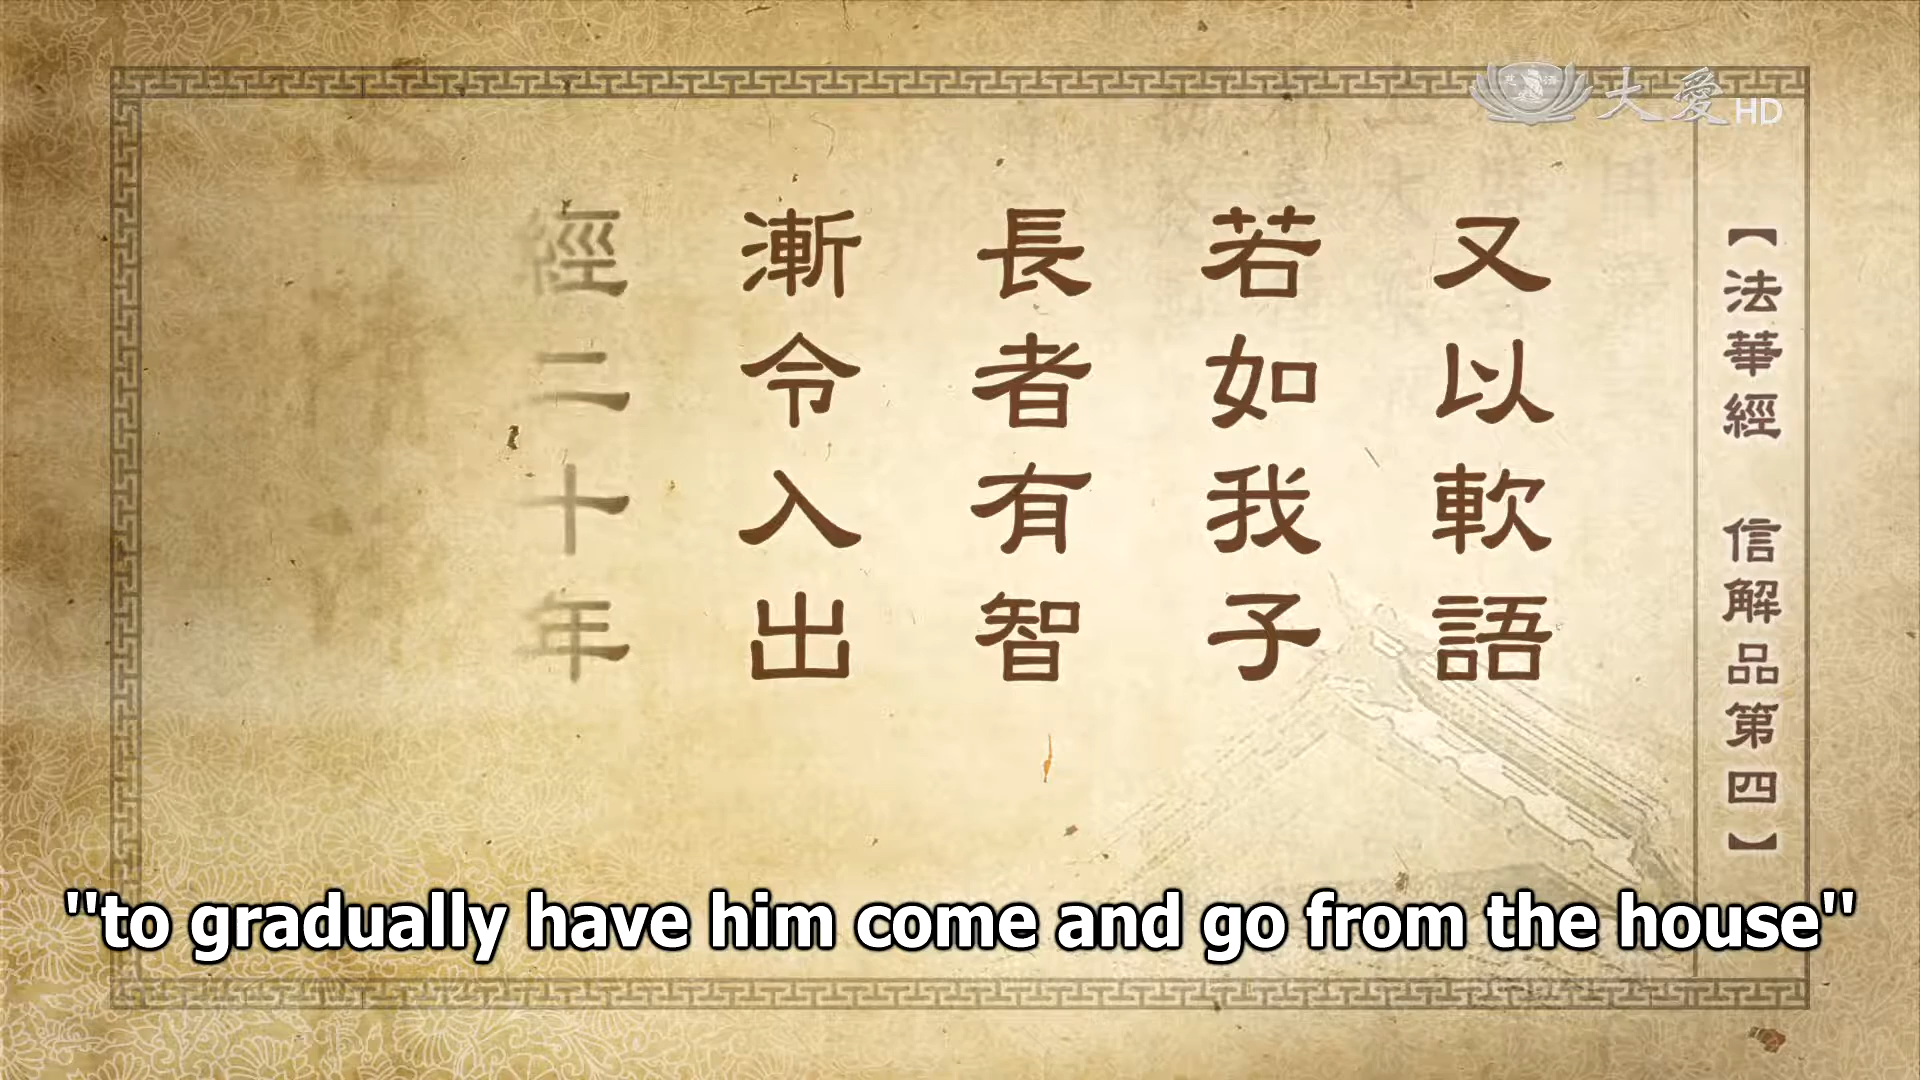 大愛HD
【法華經 信解品第四】
又以軟語
若如我子
長者有智
漸令入出
經二十年
"to gradually have him come and go from the house"